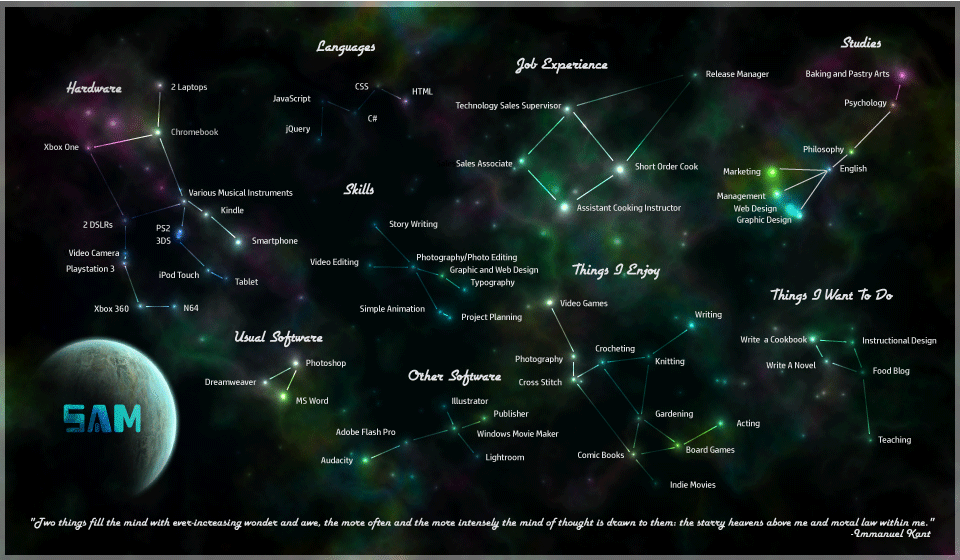 Languages
Studies
Job Experience
Hardware
Baking and Pastry Arts
Release Manager
2 Laptops
CSS
HTML
JavaScript
Psychology
Technology Sales Supervisor
C#
jQuery
Chromebook
Xbox One
Philosophy
Sales Associate
Short Order Cook
English
Marketing
Skills
Various Musical Instruments
Management
Kindle
Assistant Cooking Instructor
Web Design
Graphic Design
2 DSLRs
Story Writing
PS2
3DS
Smartphone
Video Camera
Playstation 3
Photography/Photo Editing
Video Editing
Graphic and Web Design
Typography
Things I Enjoy
iPod Touch
Tablet
Things I Want To Do
Xbox 360
N64
Simple Animation
Project Planning
Video Games
Writing
Usual Software
Write a Cookbook
Instructional Design
Crocheting
Photography
Knitting
Photoshop
Write A Novel
Food Blog
Other Software
Dreamweaver
Cross Stitch
MS Word
Illustrator
SAM
Publisher
Gardening
Acting
Adobe Flash Pro
Windows Movie Maker
Teaching
Board Games
Comic Books
Audacity
Lightroom
Indie Movies
"Two things fill the mind with ever-increasing wonder and awe, the more often and the more intensely the mind of thought is drawn to them: the starry heavens above me and moral law within me."
-Immanuel Kant